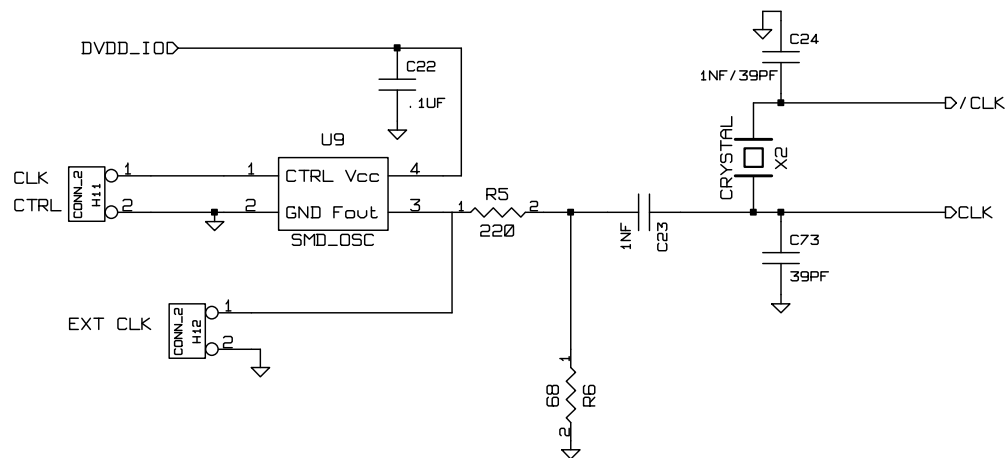 DVDD_IO
C22
.1UF
C24
1NF/39PF
/CLK
CRYSTAL
X2
U9
CLK
CTRL
CONN_2
H11
1
2
1
2
CTRL Vcc
GND Fout
4
3
SMD_OSC
1
R5
2
220
1NF
C23
CLK
C73
39PF
EXT CLK
CONN_2
H12
1
2
1
68
R6
2